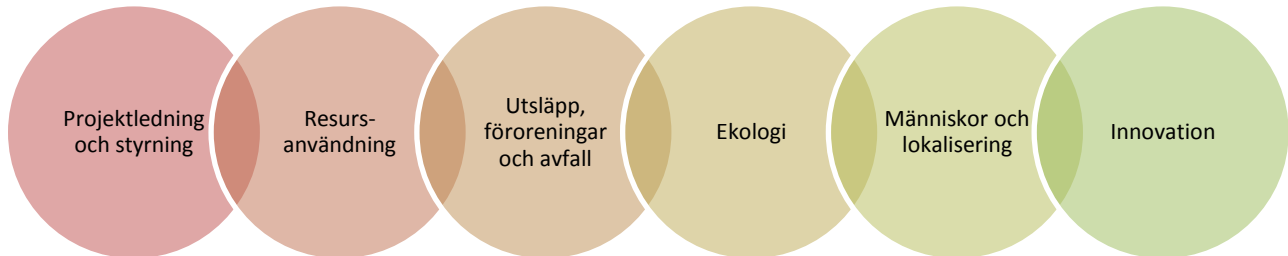 Projektledning
och styrning
Resurs-
användning
Utsläpp,
föroreningar
och avfall
Ekologi
Människor och
lokalisering
Innovation